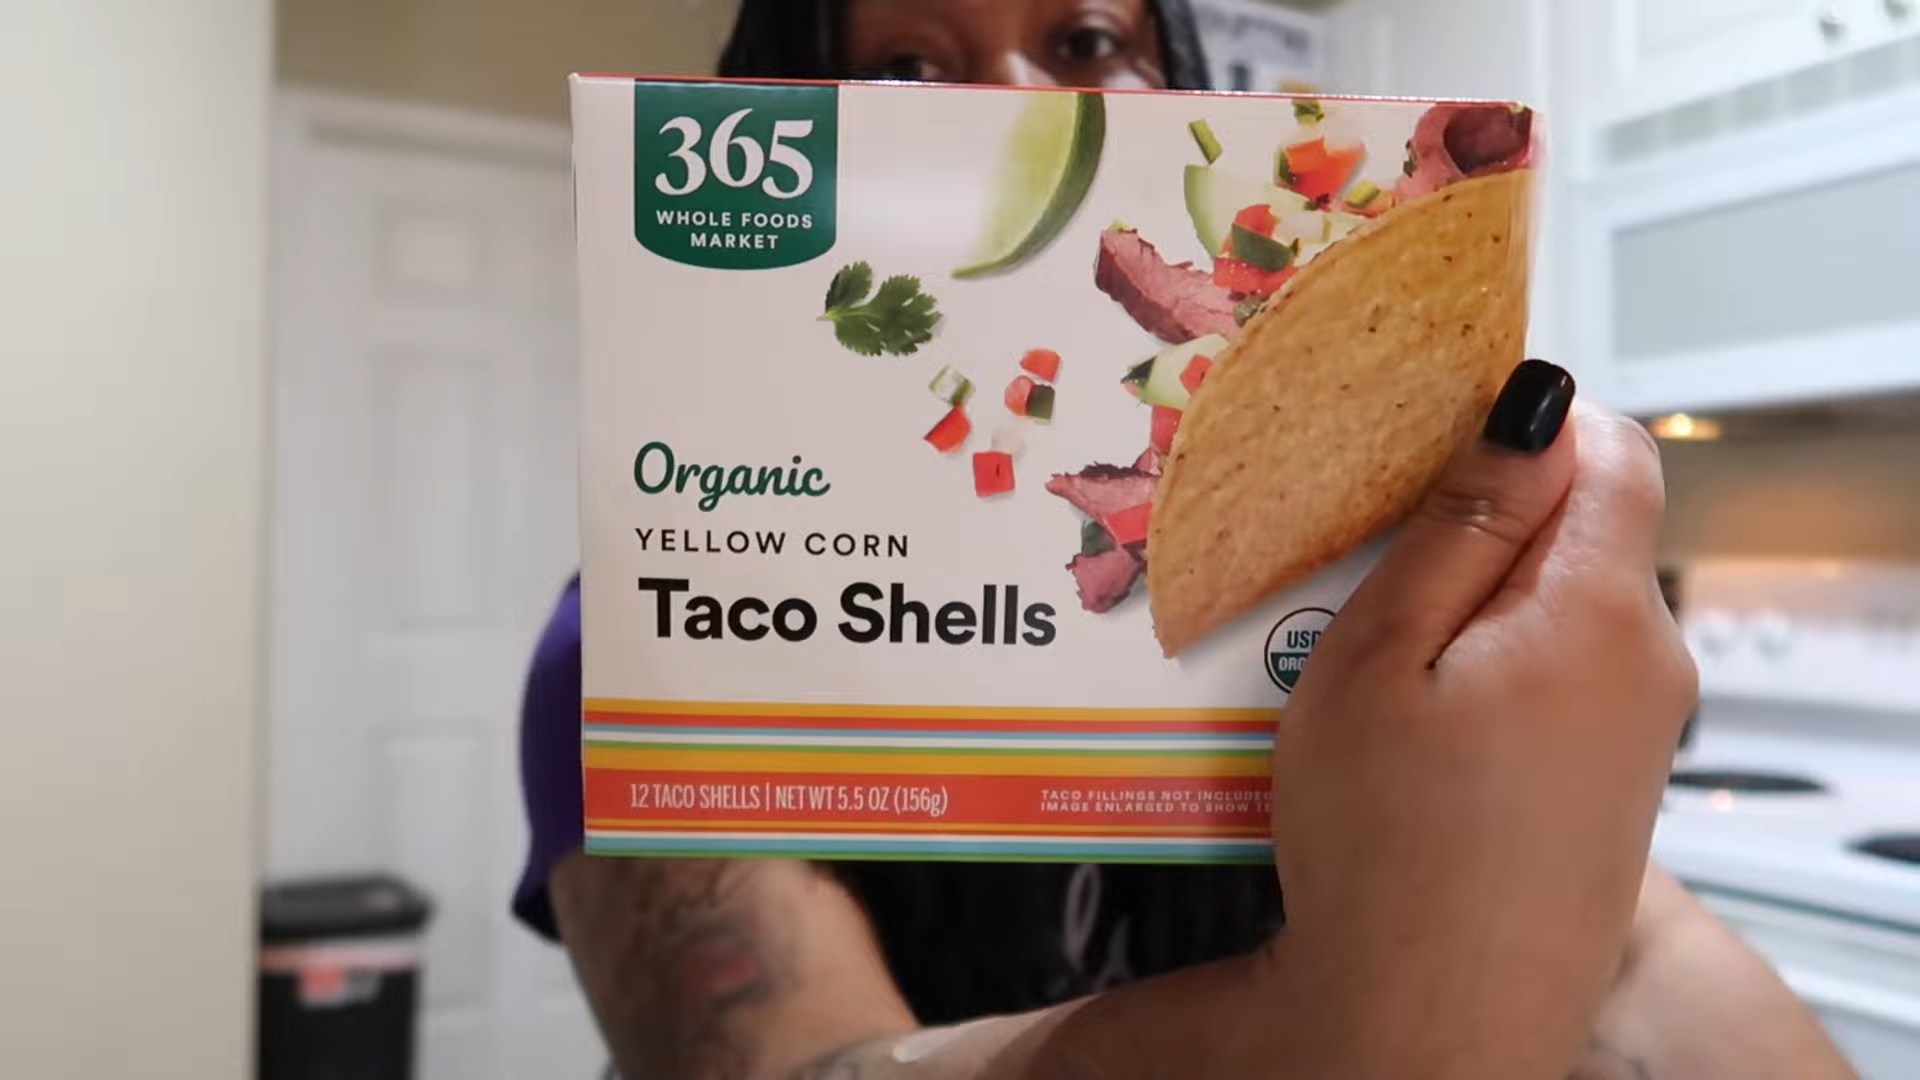 365
WHOLE FOODS
MARKET
Organic
YELLOW CORN
Taco Shells
12 TACO SHELLS | NET WT 5.5 OZ (156g)
TACO FILLINGS NOT INCLUDED
IMAGE ENLARGED TO SHOW